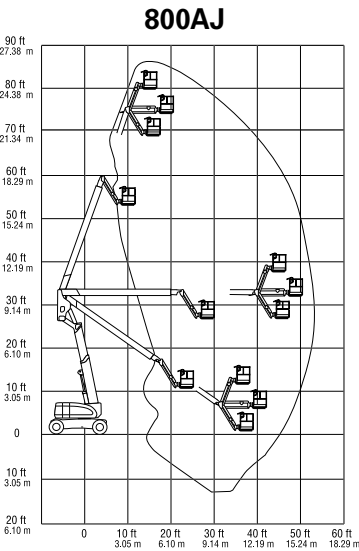 800AJ
90 ft
27.38 m
80 ft
24.38 m
70 ft
21.34 m
60 ft
18.29 m
50 ft
15.24 m
40 ft
12.19 m
30 ft
9.14 m
20 ft
6.10 m
10 ft
3.05 m
0
10 ft
3.05 m
20 ft
6.10 m
0 10 ft 20 ft 30 ft 40 ft 50 ft 60 ft
3.05 m 6.10 m 9.14 m 12.19 m 15.24 m 18.29 m